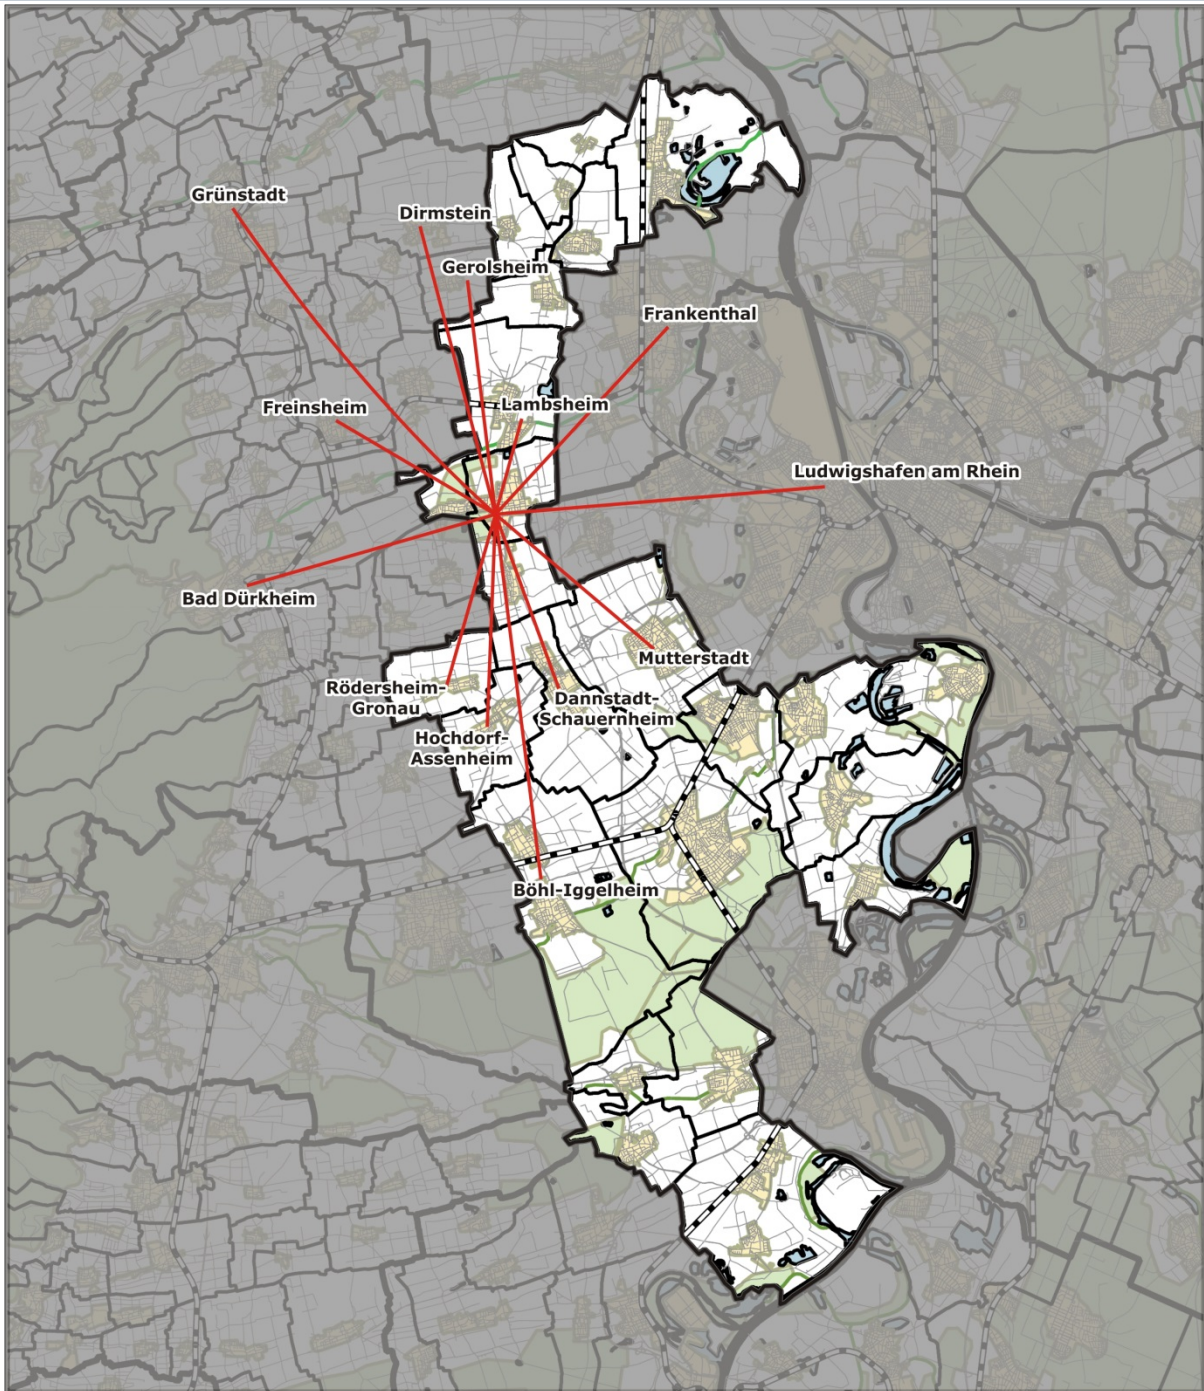 Grünstadt
Dirmstein
Gerolsheim
Frankenthal
Freinsheim
Lambsheim
Ludwigshafen am Rhein
Bad Dürkheim
Mutterstadt
Rödersheim-
Gronau
Dannstadt-
Schauernheim
Hochdorf-
Assenheim
Böhl-Iggelheim